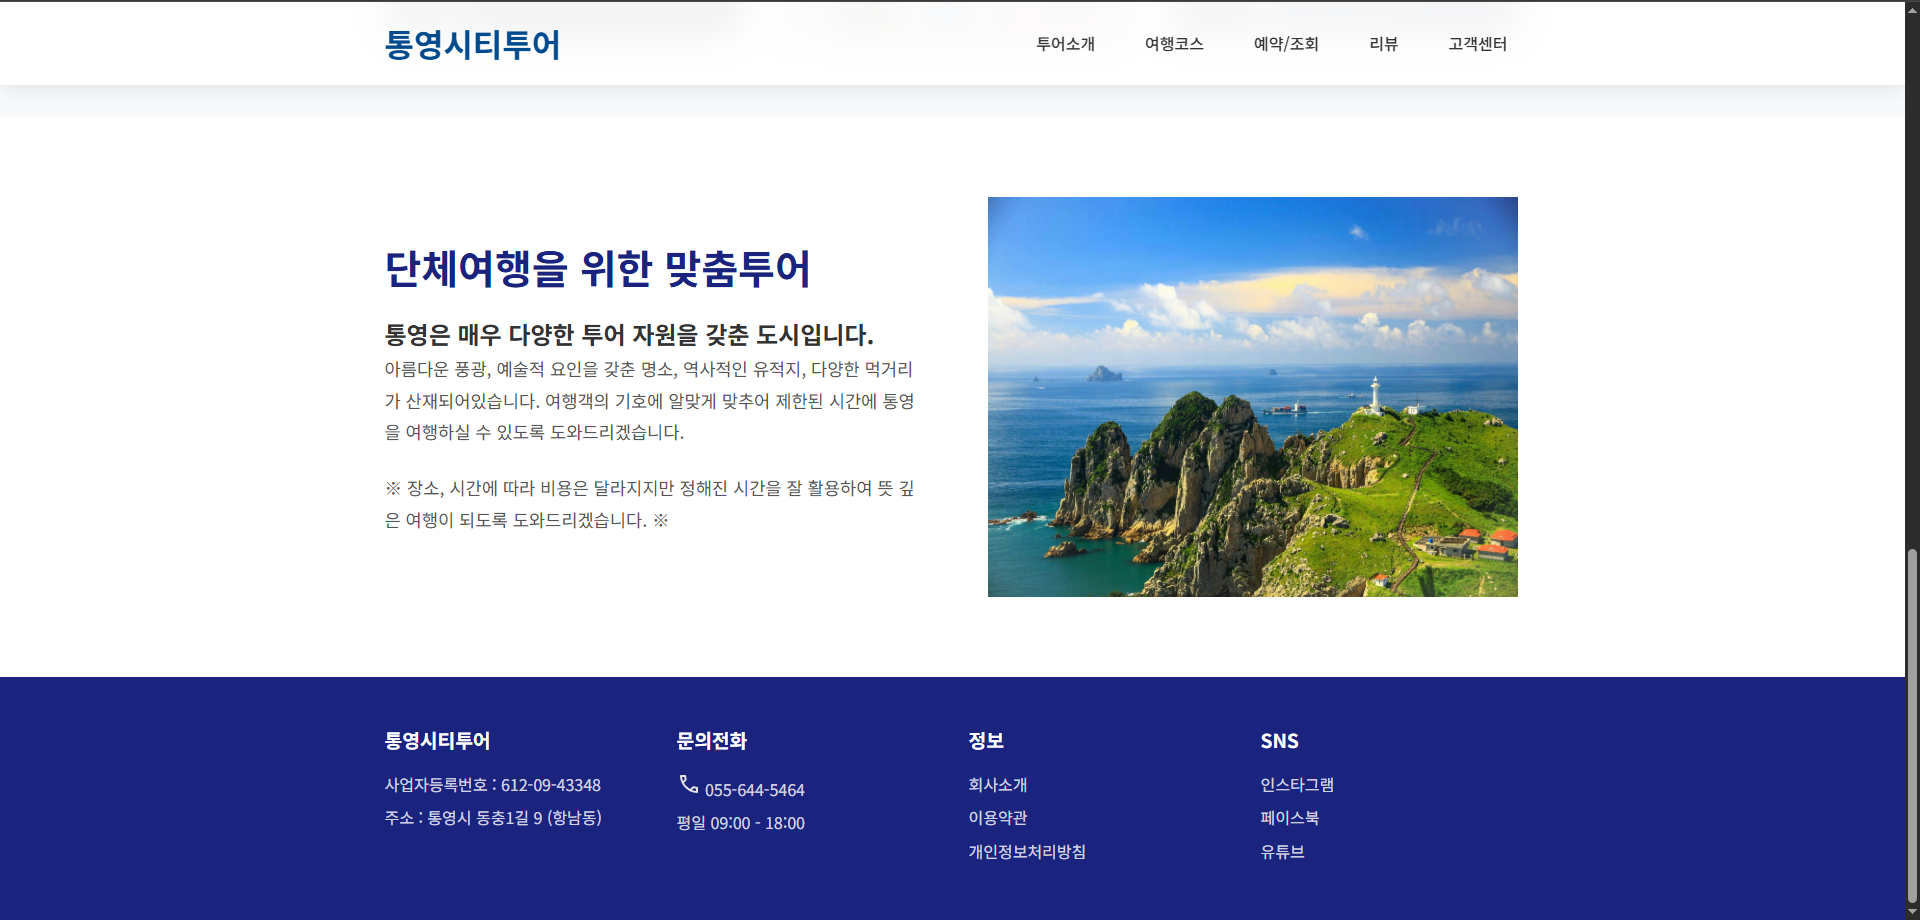 통영시티투어
투어소개
여행코스
예약/조회
리뷰
고객센터
단체여행을 위한 맞춤투어
통영은 매우 다양한 투어 자원을 갖춘 도시입니다.
아름다운 풍광, 예술적 요인을 갖춘 명소, 역사적인 유적지, 다양한 먹거리
가 산재되어있습니다. 여행객의 기호에 알맞게 맞추어 제한된 시간에 통영
을 여행하실 수 있도록 도와드리겠습니다.
※ 장소, 시간에 따라 비용은 달라지지만 정해진 시간을 잘 활용하여 뜻 깊
은 여행이 되도록 도와드리겠습니다. ※
통영시티투어
사업자등록번호 : 612-09-43348
주소 : 통영시 동충1길 9 (항남동)
문의전화
055-644-5464
평일 09:00 - 18:00
정보
회사소개
이용약관
개인정보처리방침
SNS
인스타그램
페이스북
유튜브